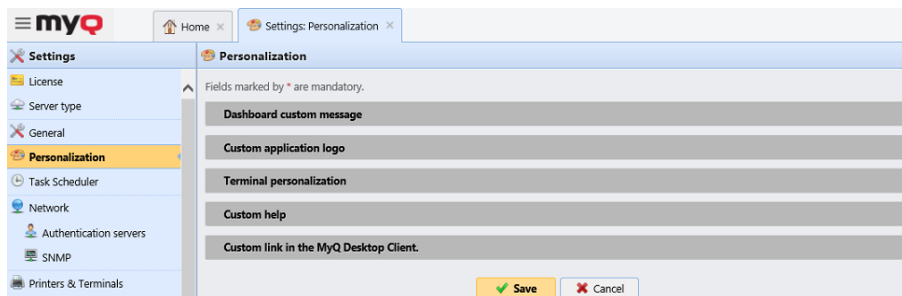 myQ
Home
Settings: Personalization
Settings
Personalization
License
Server type
General
Personalization
Task Scheduler
Network
Authentication servers
SNMP
Printers & Terminals
Fields marked by * are mandatory.
Dashboard custom message
Custom application logo
Terminal personalization
Custom help
Custom link in the MyQ Desktop Client.
Save
Cancel